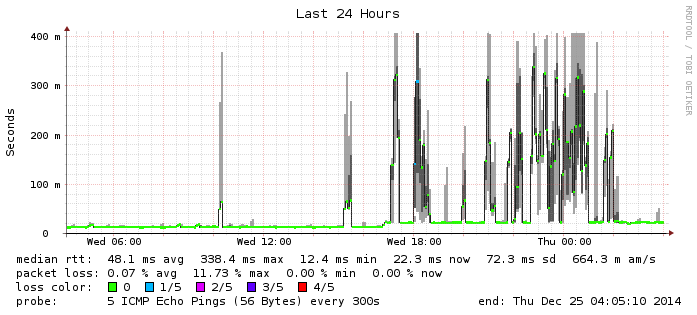 Last 24 Hours
RRDTOOL / TOBI OETIKER
Seconds
400 m
300 m
200 m
100 m
0
Wed 06:00 Wed 12:00 Wed 18:00 Thu 00:00
median rtt: 48.1 ms avg 338.4 ms max 12.4 ms min 22.3 ms now 72.3 ms sd 664.3 m am/s
packet loss: 0.07 % avg 11.73 % max 0.00 % min 0.00 % now
loss color: 0 1/5 2/5 3/5 4/5
probe: 5 ICMP Echo Pings (56 Bytes) every 300s end: Thu Dec 25 04:05:10 2014